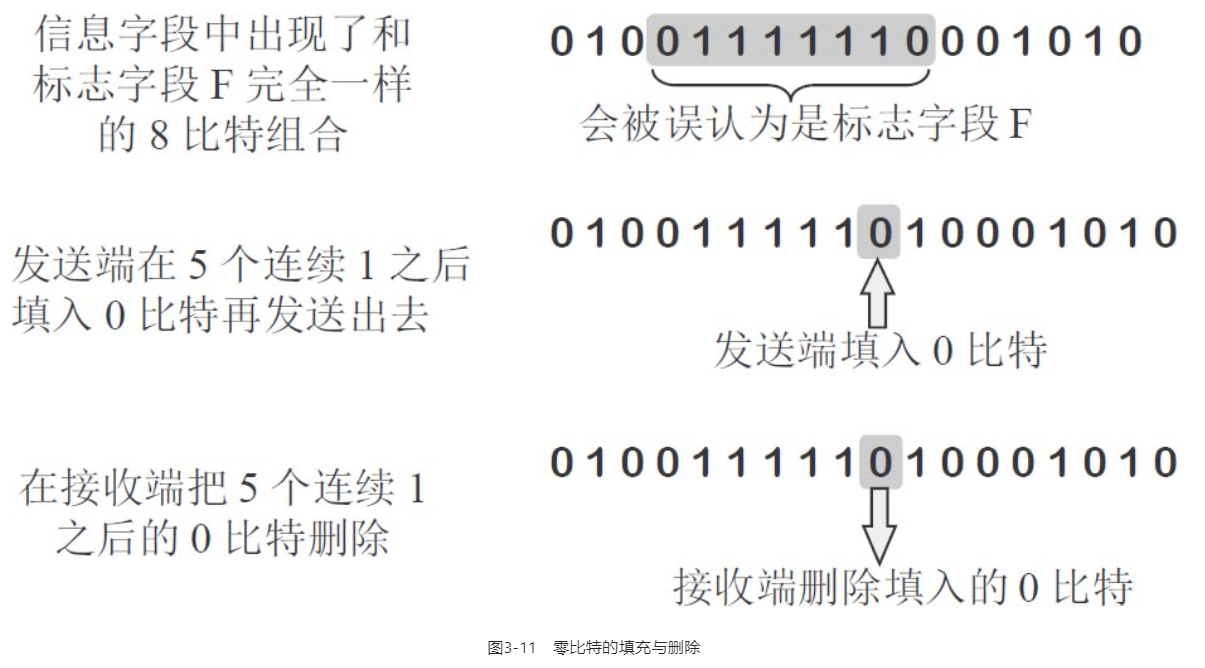 信息字段中出现了和
标志字段 F 完全一样
的 8 比特组合
0 1 0 0 1 1 1 1 1 1 0 0 0 1 0 1 0
会被误认为是标志字段 F
发送端在 5 个连续 1 之后
填入 0 比特再发送出去
0 1 0 0 1 1 1 1 1 0 1 0 0 0 1 0 1 0
发送端填入 0 比特
在接收端把 5 个连续 1
之后的 0 比特删除
0 1 0 0 1 1 1 1 1 0 1 0 0 0 1 0 1 0
接收端删除填入的 0 比特
图3-11 零比特的填充与删除